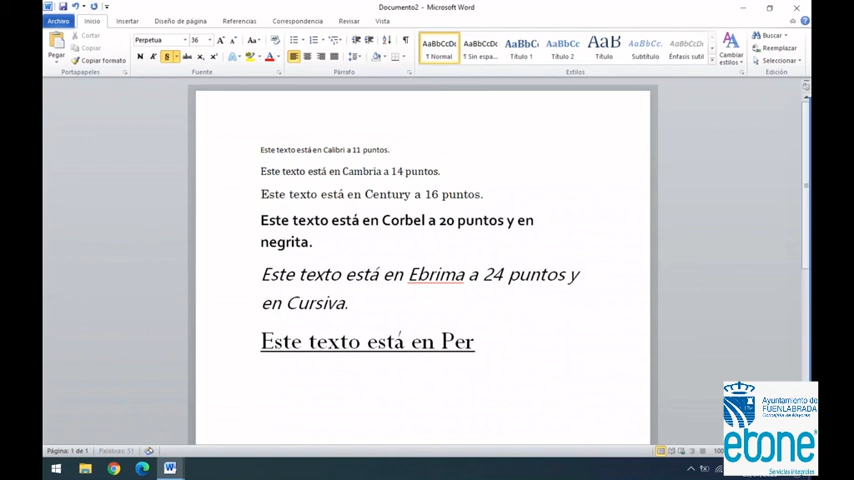 Documento2 - Microsoft Word
Archivo Inicio Insertar Diseño de página Referencias Correspondencia Revisar Vista
Pegar
Cortar
Copiar
Copiar formato
Portapapeles
Perpetua 36
Fuente
Párrafo
AaBbCcDc AaBbCcDc AaBbC AaBbCc AaB AaBbCc. AaBbCcDc
¶ Normal ¶ Sin espa... Título 1 Título 2 Título Subtítulo Énfasis sutil
Cambiar estilos
Estilos
Buscar
Reemplazar
Seleccionar
Edición
Este texto está en Calibri a 11 puntos.
Este texto está en Cambria a 14 puntos.
Este texto está en Century a 16 puntos.
Este texto está en Corbel a 20 puntos y en
negrita.
Este texto está en Ebrima a 24 puntos y
en Cursiva.
Este texto está en Per
Página: 1 de 1 Palabras: 51
Ayuntamiento de
FUENLABRADA
Concejalía de Mayores
ebone
Servicios integrales